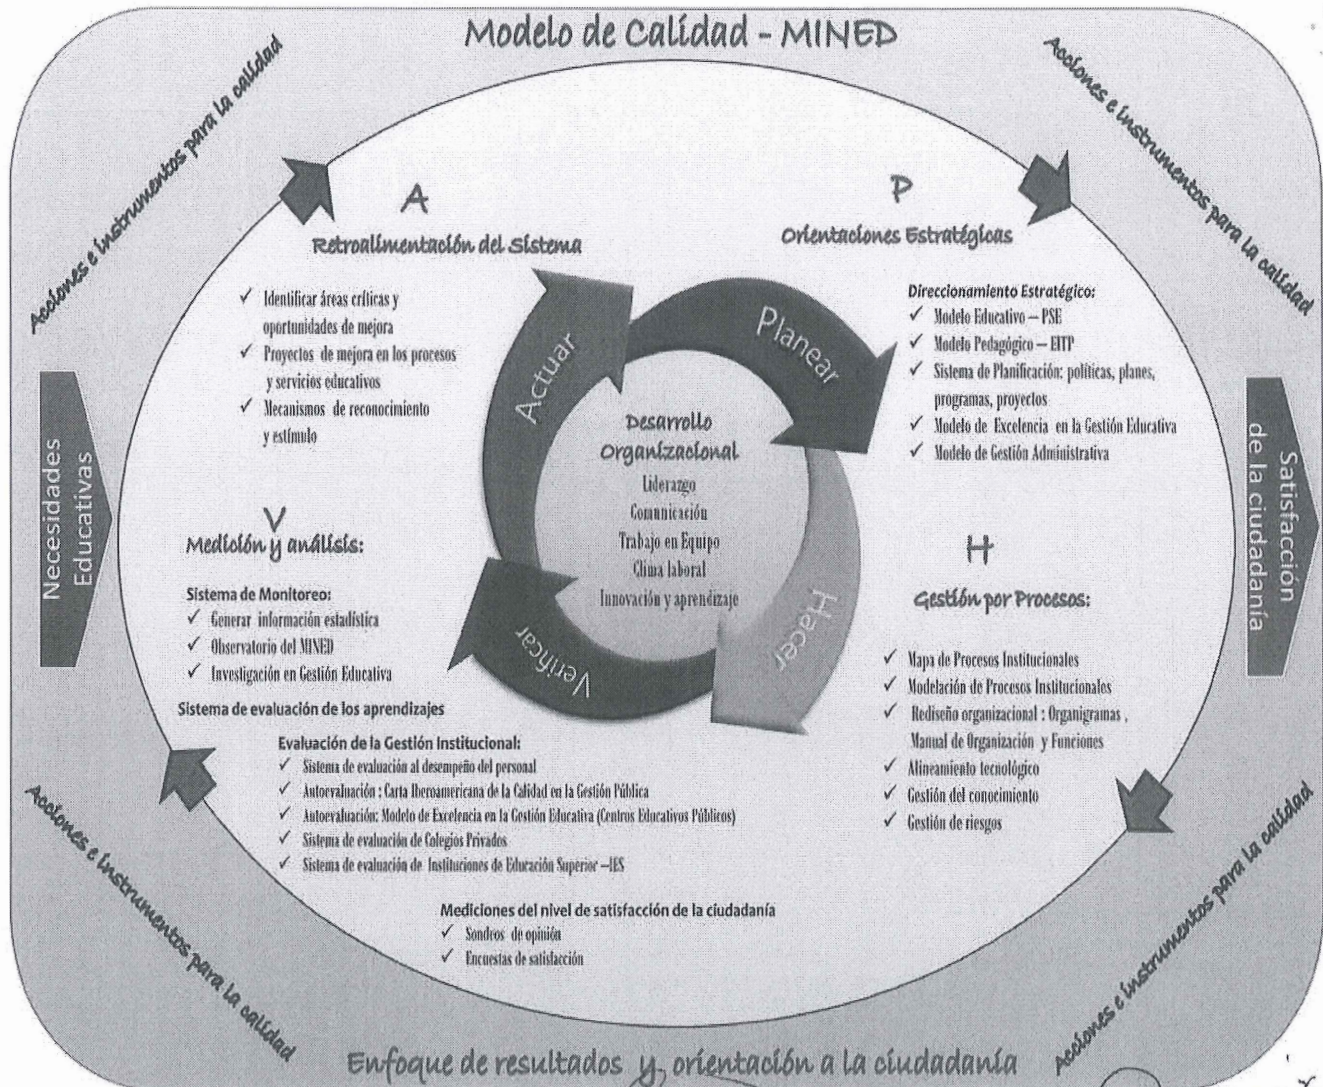 Modelo de Calidad - MINED
Acciones e instrumentos para la calidad
Acciones e instrumentos para la calidad
A
Retroalimentación del Sistema
✓ Identificar áreas críticas y
oportunidades de mejora
✓ Proyectos de mejora en los procesos
y servicios educativos
✓ Mecanismos de reconocimiento
y estímulo
P
Orientaciones Estratégicas
Direccionamiento Estratégico:
✓ Modelo Educativo – PSE
✓ Modelo Pedagógico – EITP
✓ Sistema de Planificación: políticas, planes,
programas, proyectos
✓ Modelo de Excelencia en la Gestión Educativa
✓ Modelo de Gestión Administrativa
Actuar
Planear
Hacer
Verificar
Desarrollo
Organizacional
Liderazgo
Comunicación
Trabajo en Equipo
Clima laboral
Innovación y aprendizaje
Necesidades
Educativas
Satisfacción
de la ciudadanía
V
Medición y análisis:
Sistema de Monitoreo:
✓ Generar información estadística
✓ Observatorio del MINED
✓ Investigación en Gestión Educativa
Sistema de evaluación de los aprendizajes
Evaluación de la Gestión Institucional:
✓ Sistema de evaluación al desempeño del personal
✓ Autoevaluación : Carta Iberoamericana de la Calidad en la Gestión Pública
✓ Autoevaluación: Modelo de Excelencia en la Gestión Educativa (Centros Educativos Públicos)
✓ Sistema de evaluación de Colegios Privados
✓ Sistema de evaluación de Instituciones de Educación Superior –IES
Mediciones del nivel de satisfacción de la ciudadanía
✓ Sondeos de opinión
✓ Encuestas de satisfacción
H
Gestión por Procesos:
✓ Mapa de Procesos Institucionales
✓ Modelación de Procesos Institucionales
✓ Rediseño organizacional : Organigramas ,
Manual de Organización y Funciones
✓ Alineamiento tecnológico
✓ Gestión del conocimiento
✓ Gestión de riesgos
Acciones e instrumentos para la calidad
Acciones e instrumentos para la calidad
Enfoque de resultados y orientación a la ciudadanía